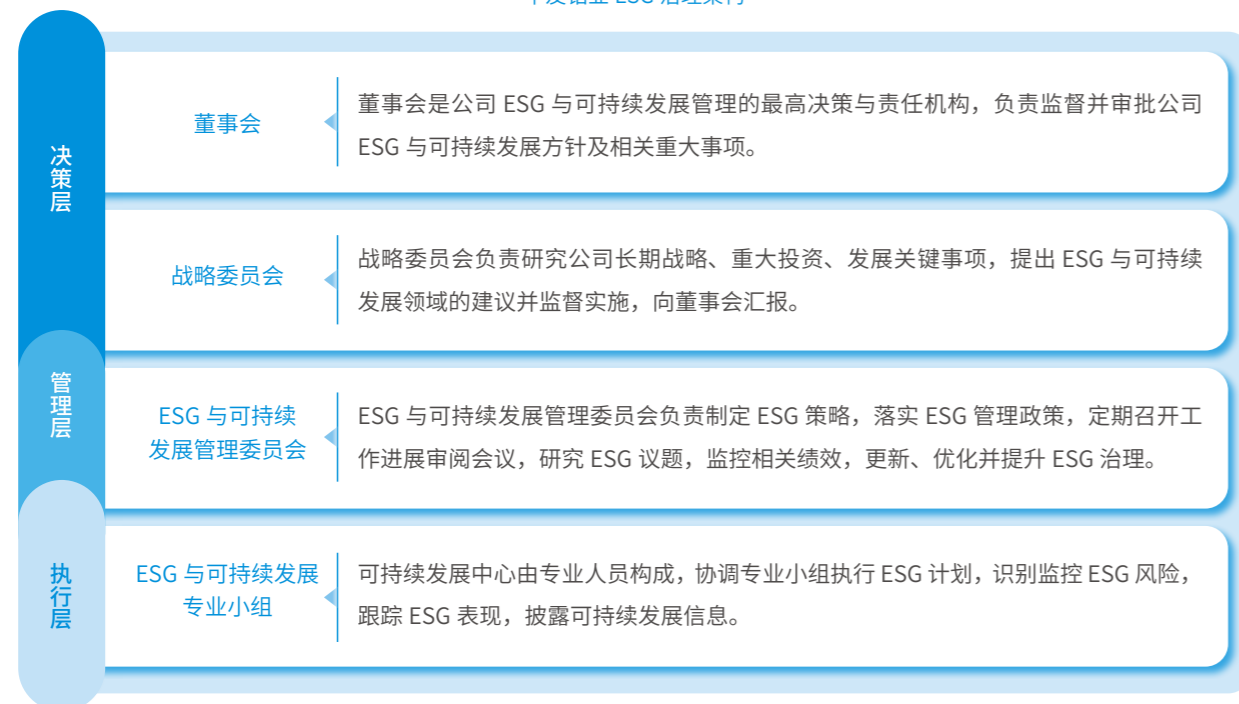 ESG
决策层
董事会
董事会是公司 ESG 与可持续发展管理的最高决策与责任机构，负责监督并审批公司
ESG 与可持续发展方针及相关重大事项。
战略委员会
战略委员会负责研究公司长期战略、重大投资、发展关键事项，提出 ESG 与可持续
发展领域的建议并监督实施，向董事会汇报。
管理层
ESG 与可持续
发展管理委员会
ESG 与可持续发展管理委员会负责制定 ESG 策略，落实 ESG 管理政策，定期召开工
作进展审阅会议，研究 ESG 议题，监控相关绩效，更新、优化并提升 ESG 治理。
执行层
ESG 与可持续发展
专业小组
可持续发展中心由专业人员构成，协调专业小组执行 ESG 计划，识别监控 ESG 风险，
跟踪 ESG 表现，披露可持续发展信息。